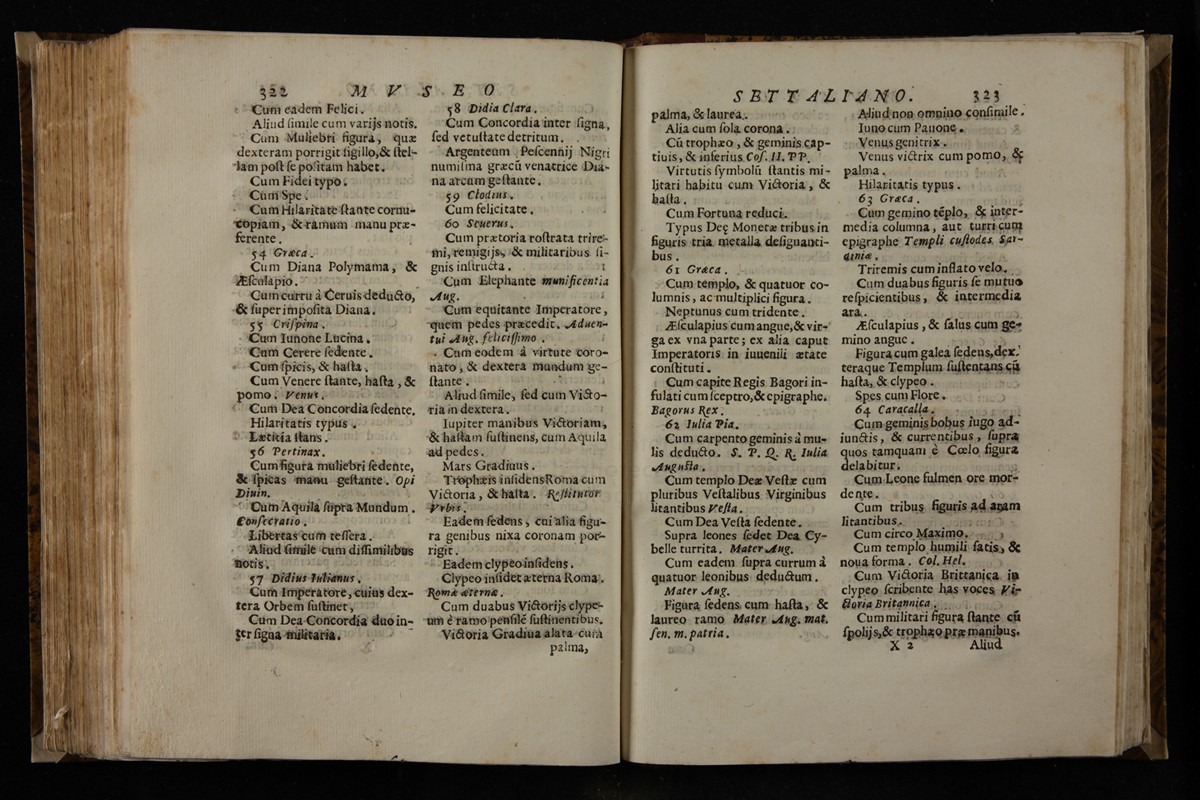 322 MVSEO
Cum eadem Felici.
Aliud ſimile cum varijs notis.
Cum Muliebri figura, quæ
dexteram porrigit ſigillo, & ſtel-
lam poſt ſe poſitam habet.
Cum Fidei typo.
Cum Spe.
Cum Hilaritate ſtante cornu-
copiam, & ramum manu præ-
ferente.
54 Græca.
Cum Diana Polymama, &
Æſculapio.
Cum curru à Ceruis deducto,
& ſuper impoſita Diana.
55 Criſpina.
Cum Iunone Lucina.
Cum Cerere ſedente.
Cum ſpicis, & haſta.
Cum Venere ſtante, haſta, &
pomo. Venus.
Cum Dea Concordia ſedente.
Hilaritatis typus.
Lætitia ſtans.
56 Pertinax.
Cum figura muliebri ſedente,
& ſpicas manu geſtante. Opi
Diuin.
Cum Aquila ſupra Mundum.
Conſecratio.
Libertas cum teſſera.
Aliud ſimile cum diſſimilibus
notis.
57 Didius Iulianus.
Cum Imperatore, cuius dex-
tera Orbem ſuſtinet,
Cum Dea Concordia duo in-
ter ſigna militaria.
58 Didia Clara.
Cum Concordia inter ſigna,
ſed vetuſtate detritum.
Argenteum Peſcennij Nigri
numiſma græcũ venatrice Dia-
na arcum geſtante.
59 Clodius.
Cum felicitate.
60 Seuerus.
Cum prætoria roſtrata trire-
mi, remigijs, & militaribus ſi-
gnis inſtructa.
Cum Elephante munificentia
Aug.
Cum equitante Imperatore,
quem pedes præcedit. Aduen-
tui Aug. feliciſſimo.
Cum eodem à virtute coro-
nato, & dextera mundum ge-
ſtante.
Aliud ſimile, ſed cum Victo-
ria in dextera.
Iupiter manibus Victoriam,
& haſtam ſuſtinens, cum Aquila
ad pedes.
Mars Gradiuus.
Trophæis inſidens Roma cum
Victoria, & haſta. Reſtitutor
Vrbis.
Eadem ſedens, cui alia figu-
ra genibus nixa coronam por-
rigit.
Eadem clypeo inſidens.
Clypeo inſidet æterna Roma.
Romæ æternæ.
Cum duabus Victorijs clype-
um è ramo penſilẽ ſuſtinentibus.
Victoria Gradiua alata cum
palma,
SETTALIANO. 323
palma, & laurea.
Alia cum ſola corona.
Cũ trophæo, & geminis cap-
tiuis, & inferius Coſ. II. PP.
Virtutis ſymbolũ ſtantis mi-
litari habitu cum Victoria, &
haſta.
Cum Fortuna reduci.
Typus Deę Monetæ tribus in
figuris tria metalla deſignanti-
bus.
61 Græca.
Cum templo, & quatuor co-
lumnis, ac multiplici figura.
Neptunus cum tridente.
Æſculapius cum angue, & vir-
ga ex vna parte; ex alia caput
Imperatoris in iuuenili ætate
conſtituti.
Cum capite Regis Bagori in-
fulati cum ſceptro, & epigraphe.
Bagorus Rex.
62 Iulia Pia.
Cum carpento geminis à mu-
lis deducto. S. P. Q. R. Iulia
Auguſta.
Cum templo Deæ Veſtæ cum
pluribus Veſtalibus Virginibus
litantibus Veſta.
Cum Dea Veſta ſedente.
Supra leones ſedet Dea Cy-
belle turrita. Mater Aug.
Cum eadem ſupra currum à
quatuor leonibus deductum.
Mater Aug.
Figura ſedens cum haſta, &
laureo ramo Mater Aug. mat.
ſen. m. patria.
Aliud non omnino conſimile.
Iuno cum Pauone.
Venus genitrix.
Venus victrix cum pomo, &
palma.
Hilaritatis typus.
63 Græca.
Cum gemino tẽplo, & inter-
media columna, aut turri cum
epigraphe Templi cuſtodes Sar-
diniæ.
Triremis cum inflato velo.
Cum duabus figuris ſe mutuo
reſpicientibus, & intermedia
ara.
Æſculapius, & ſalus cum ge-
mino angue.
Figura cum galea ſedens, dex-
teraque Templum ſuſtentans cũ
haſta, & clypeo.
Spes cum Flore.
64 Caracalla.
Cum geminis bobus iugo ad-
iunctis, & currentibus, ſupra
quos tamquam è Cœlo figura
delabitur.
Cum Leone fulmen ore mor-
dente.
Cum tribus figuris ad aram
litantibus.
Cum circo Maximo.
Cum templo humili ſatis, &
noua forma. Col. Hel.
Cum Victoria Brittanica in
clypeo ſcribente has voces Vi-
ctoria Britannica.
Cum militari figura ſtante cũ
ſpolijs, & trophæo præ manibus.
X 2 Aliud